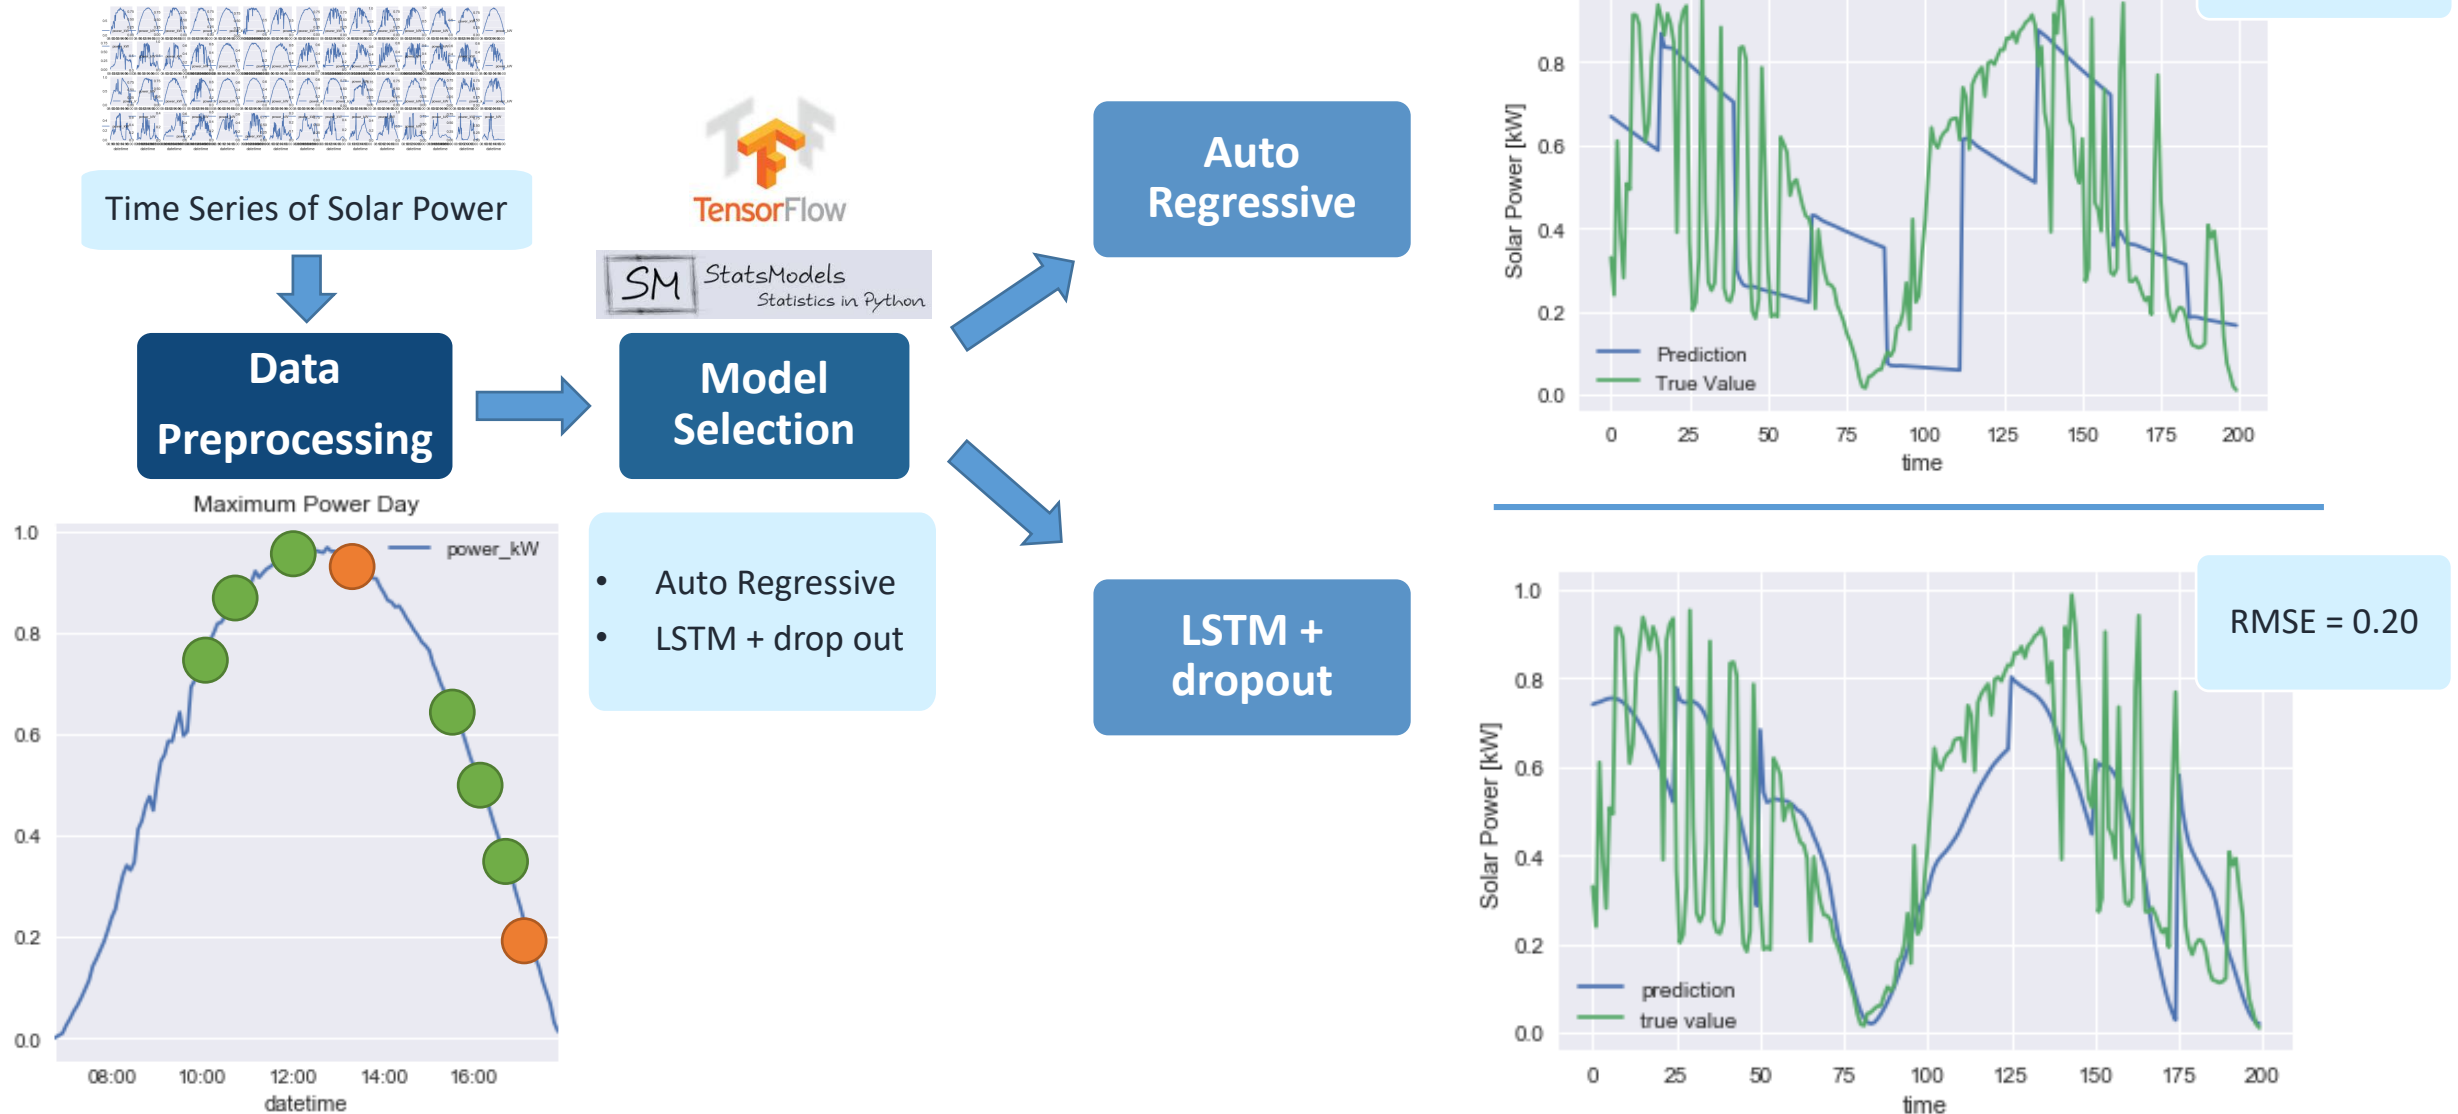 Time Series of Solar Power
Data
Preprocessing
TensorFlow
SM
StatsModels
Statistics in Python
Model
Selection
• Auto Regressive
• LSTM + drop out
Auto
Regressive
LSTM +
dropout
Maximum Power Day
power_kW
1.0
0.8
0.6
0.4
0.2
0.0
08:00 10:00 12:00 14:00 16:00
datetime
Solar Power [kW]
0.8
0.6
0.4
0.2
0.0
Prediction
True Value
0 25 50 75 100 125 150 175 200
time
RMSE = 0.20
Solar Power [kW]
1.0
0.8
0.6
0.4
0.2
0.0
prediction
true value
0 25 50 75 100 125 150 175 200
time